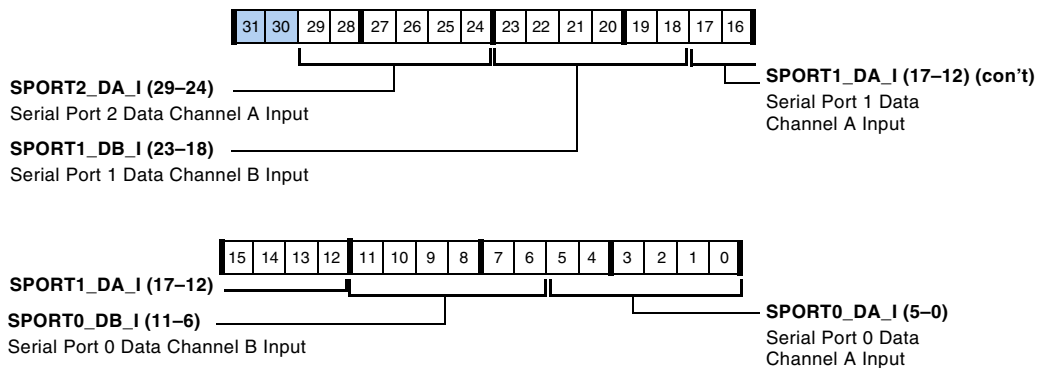 31 30 29 28 27 26 25 24 23 22 21 20 19 18 17 16
SPORT2_DA_I (29–24)
Serial Port 2 Data Channel A Input
SPORT1_DB_I (23–18)
Serial Port 1 Data Channel B Input
SPORT1_DA_I (17–12) (con't)
Serial Port 1 Data
Channel A Input
15 14 13 12 11 10 9 8 7 6 5 4 3 2 1 0
SPORT1_DA_I (17–12)
SPORT0_DB_I (11–6)
Serial Port 0 Data Channel B Input
SPORT0_DA_I (5–0)
Serial Port 0 Data
Channel A Input